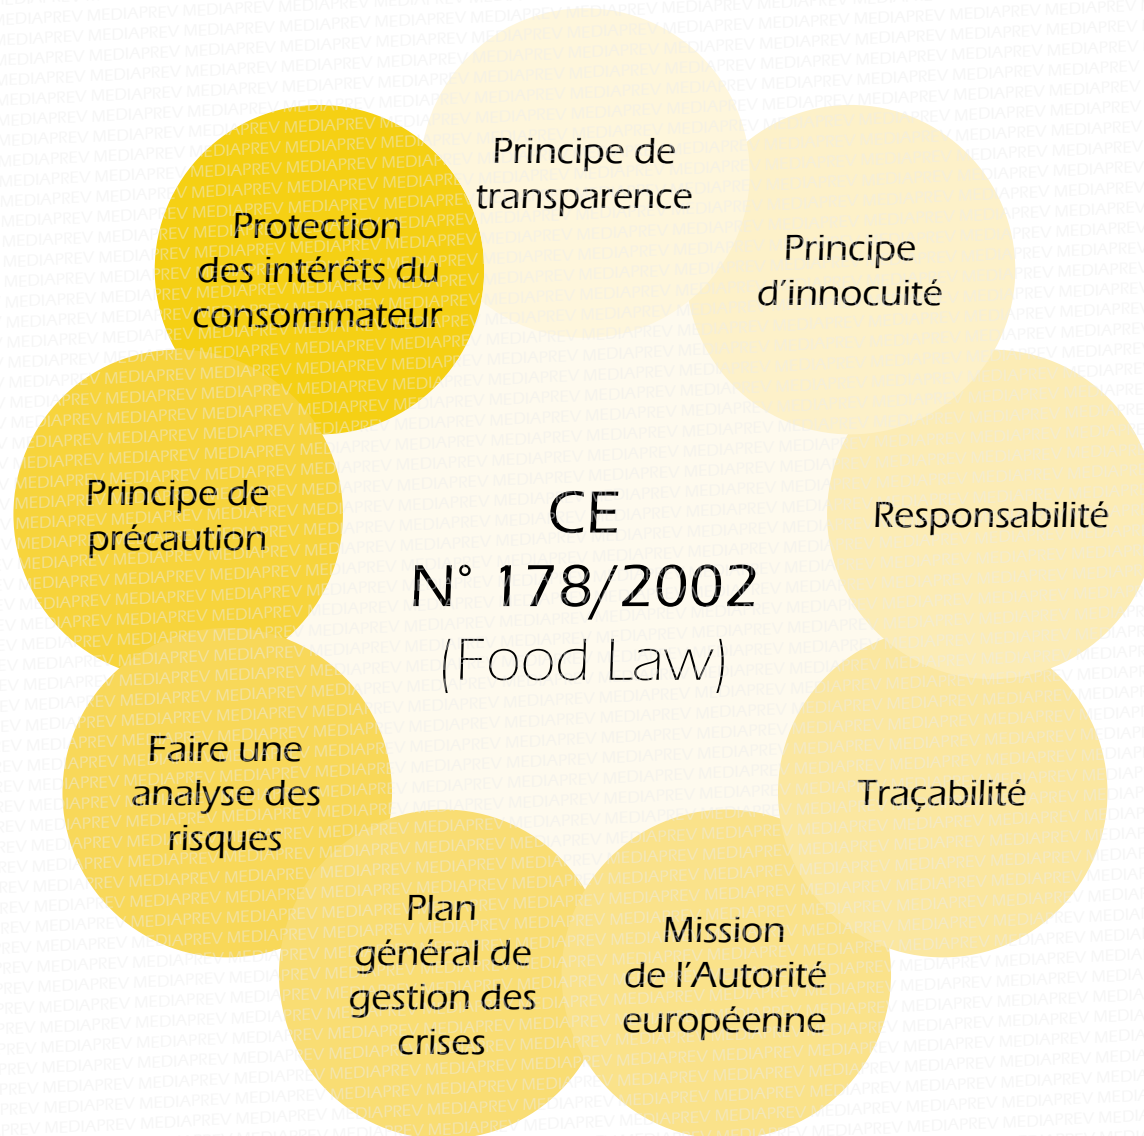 Principe de
transparence
Principe
d’innocuité
Responsabilité
Traçabilité
Mission
de l’Autorité
européenne
Plan
général de
gestion des
crises
Faire une
analyse des
risques
Principe de
précaution
Protection
des intérêts du
consommateur
CE
N° 178/2002
(Food Law)
MEDIAPREV